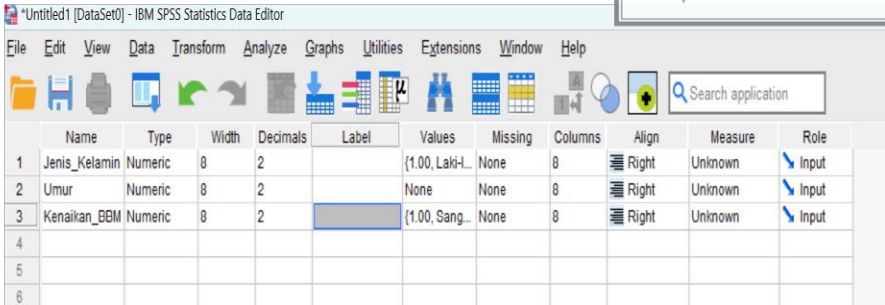 *Untitled1 [DataSet0] - IBM SPSS Statistics Data Editor
File Edit View Data Transform Analyze Graphs Utilities Extensions Window Help
Search application
Name Type Width Decimals Label Values Missing Columns Align Measure Role
1 Jenis_Kelamin Numeric 8 2 {1.00, Laki-l... None 8 Right Unknown Input
2 Umur Numeric 8 2 None None 8 Right Unknown Input
3 Kenaikan_BBM Numeric 8 2 {1.00, Sang... None 8 Right Unknown Input
4
5
6